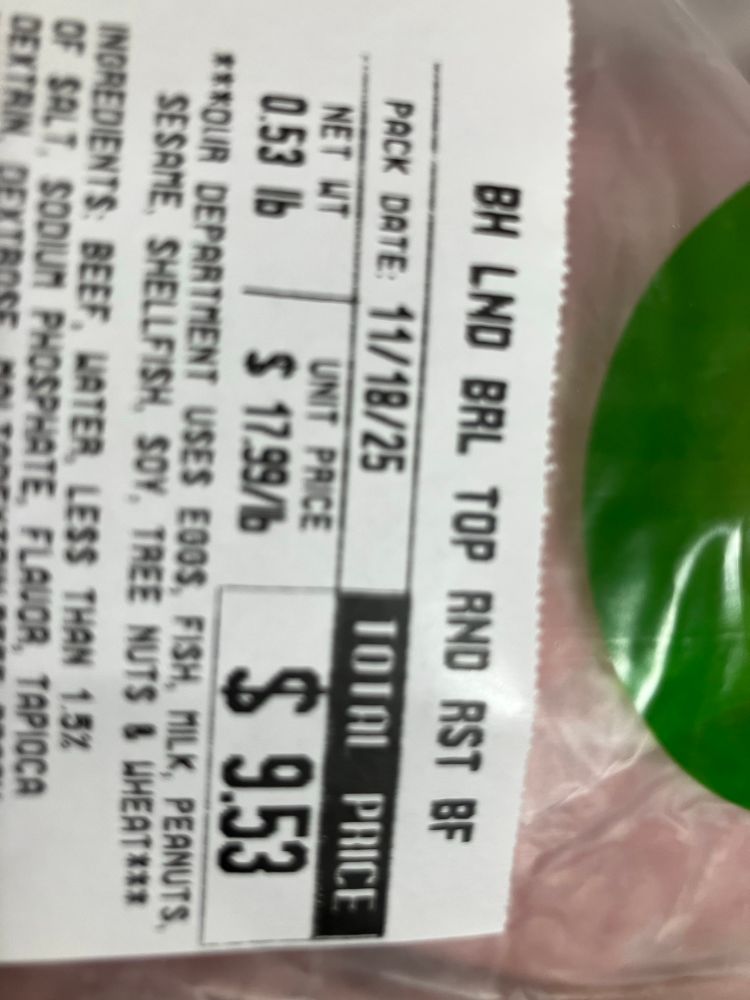 BH LND BRL TOP RND RST BF
PACK DATE: 11/18/25
NET WT
UNIT PRICE
TOTAL PRICE
0.53 lb
$ 17.99/lb
$ 9.53
***OUR DEPARTMENT USES EGGS, FISH, MILK, PEANUTS,
SESAME, SHELLFISH, SOY, TREE NUTS & WHEAT***
INGREDIENTS: BEEF, WATER, LESS THAN 1.5%
OF SALT, SODIUM PHOSPHATE, FLAVOR, TAPIOCA
DEXTRIN, DEXTROSE,